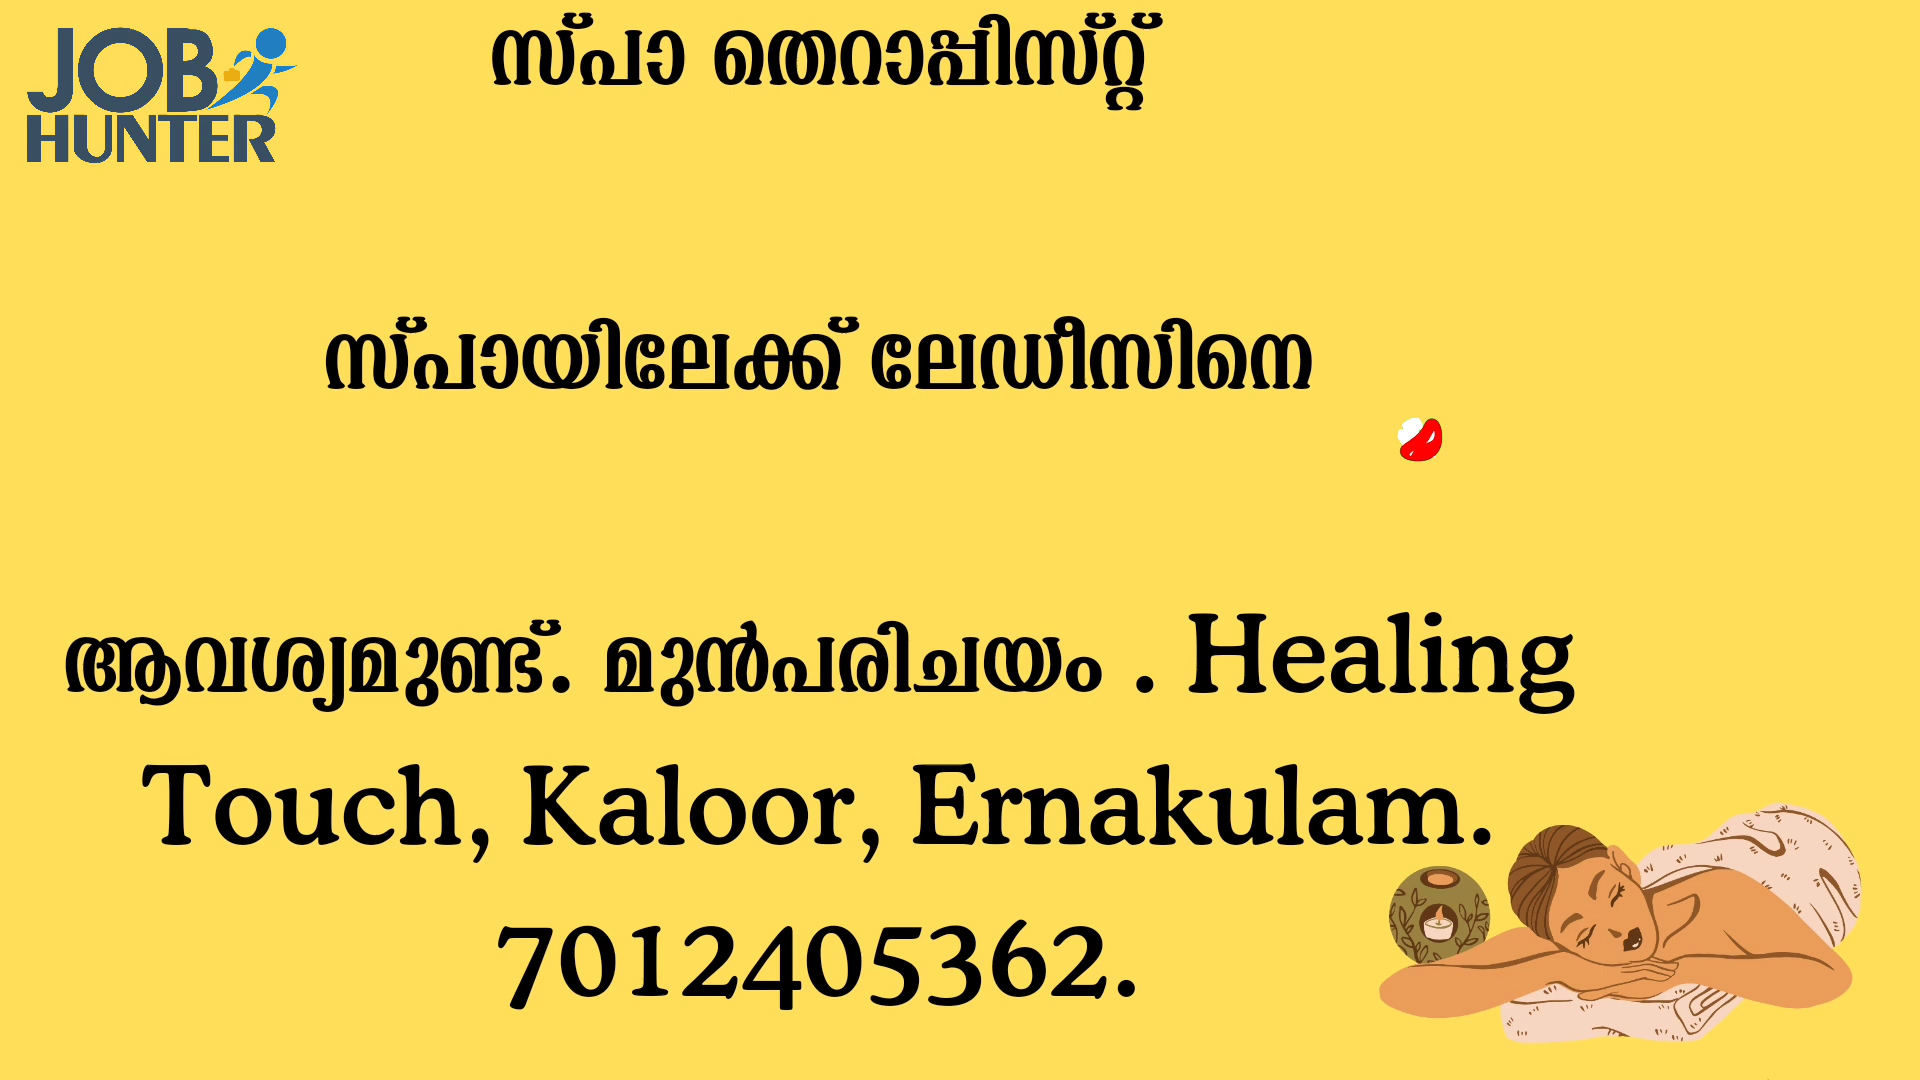 JOB
HUNTER
സ്പാ തെറാപ്പിസ്റ്റ്
സ്പായിലേക്ക് ലേഡീസിനെ
ആവശ്യമുണ്ട്. മുൻപരിചയം . Healing
Touch, Kaloor, Ernakulam.
7012405362.